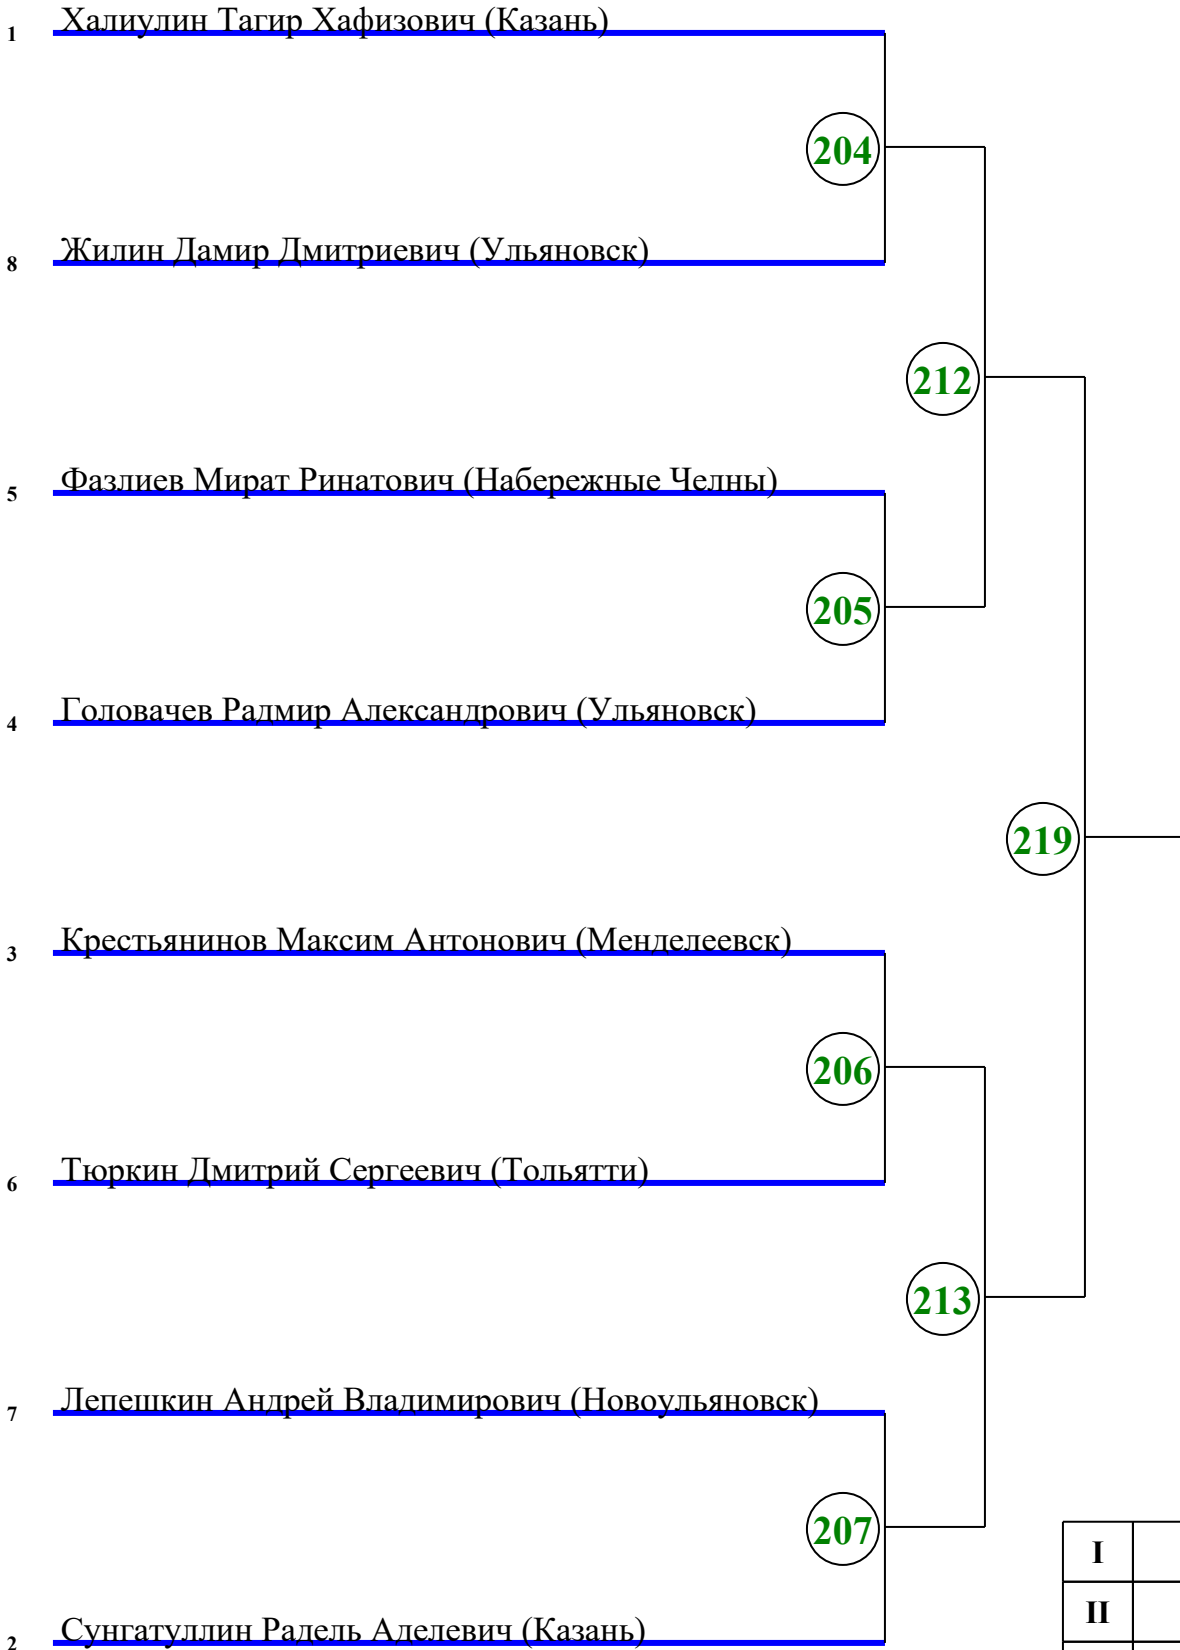 1 Халиулин Тагир Хафизович (Казань)
204
8 Жилин Дамир Дмитриевич (Ульяновск)
212
5 Фазлиев Мират Ринатович (Набережные Челны)
205
4 Головачев Радмир Александрович (Ульяновск)
219
3 Крестьянинов Максим Антонович (Менделеевск)
206
6 Тюркин Дмитрий Сергеевич (Тольятти)
213
7 Лепешкин Андрей Владимирович (Новоульяновск)
207
I
II
2 Сунгатуллин Радель Аделевич (Казань)